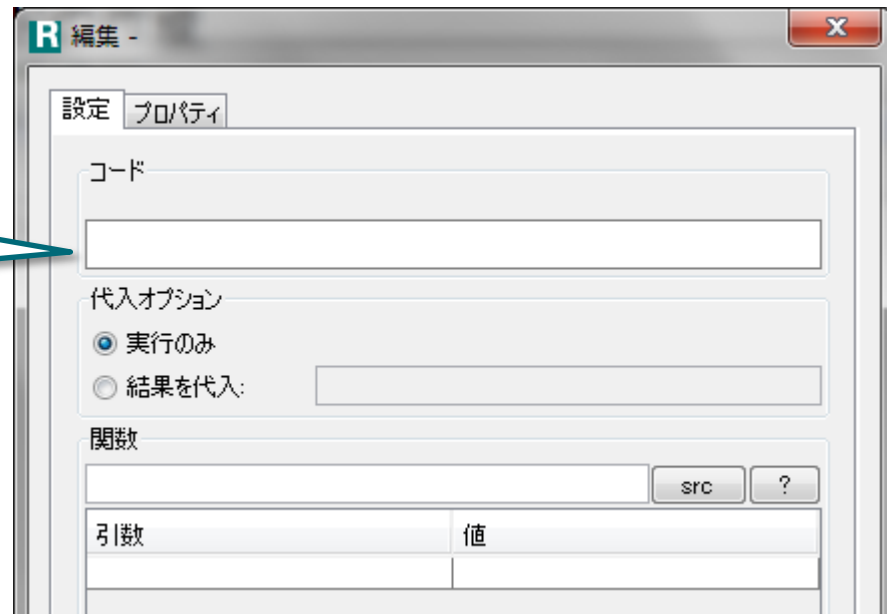 R 編集 -
設定 プロパティ
コード
代入オプション
実行のみ
結果を代入:
関数
src ?
引数 値